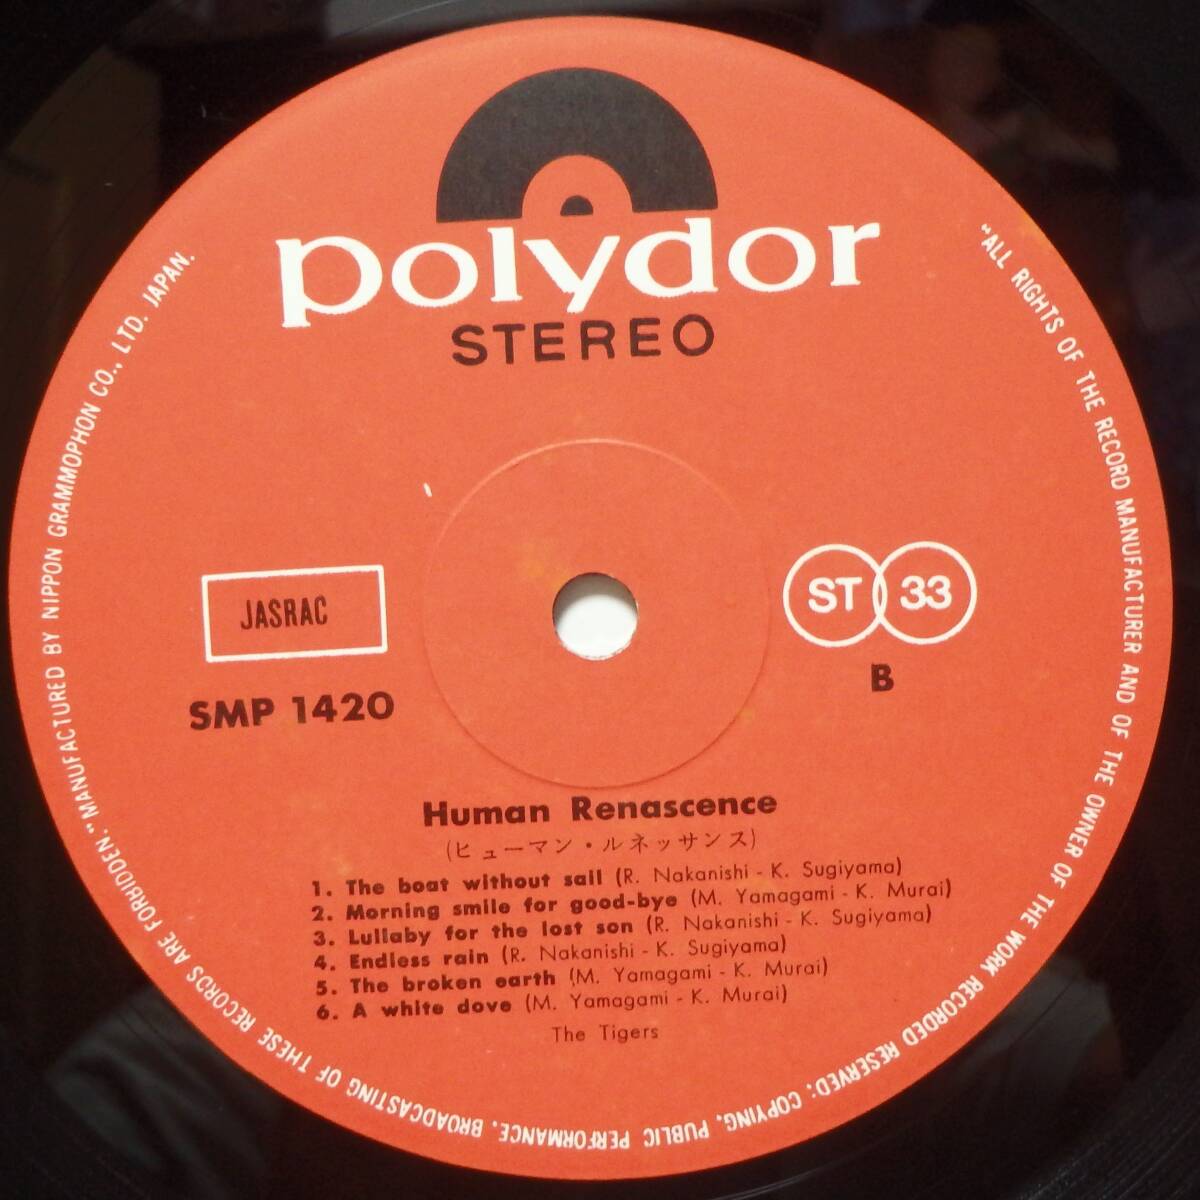 polydor
STEREO
JASRAC
SMP 1420
ST 33
B
Human Renascence
(ヒューマン・ルネッサンス)
1. The boat without sail (R. Nakanishi - K. Sugiyama)
2. Morning smile for good-bye (M. Yamagami - K. Murai)
3. Lullaby for the lost son (R. Nakanishi - K. Sugiyama)
4. Endless rain (R. Nakanishi - K. Sugiyama)
5. The broken earth (M. Yamagami - K. Murai)
6. A white dove (M. Yamagami - K. Murai)
The Tigers
"ALL RIGHTS OF THE RECORD MANUFACTURER AND OF THE OWNER OF THE WORK RECORDED RESERVED: COPYING, PUBLIC PERFORMANCE, BROADCASTING OF THESE RECORDS ARE FORBIDDEN." MANUFACTURED BY NIPPON GRAMMOPHON CO., LTD. JAPAN.